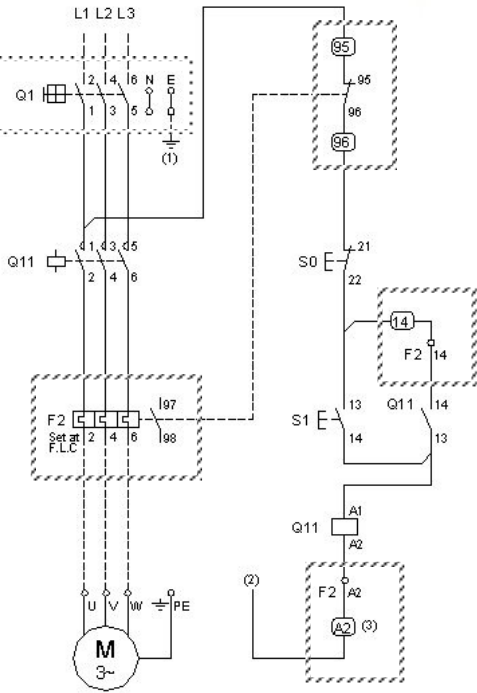 L1 L2 L3
95
2 4 6 N E
95
Q1
1 3 5
96
(1)
96
1 3 5
21
Q11
S0
2 4 6
22
14
F2 14
97
13
Q11
14
F2
S1
Set at
F.L.C
2 4 6
98
14
13
A1
Q11
A2
(2)
F2
A2
U V W PE
A2
(3)
M
3~